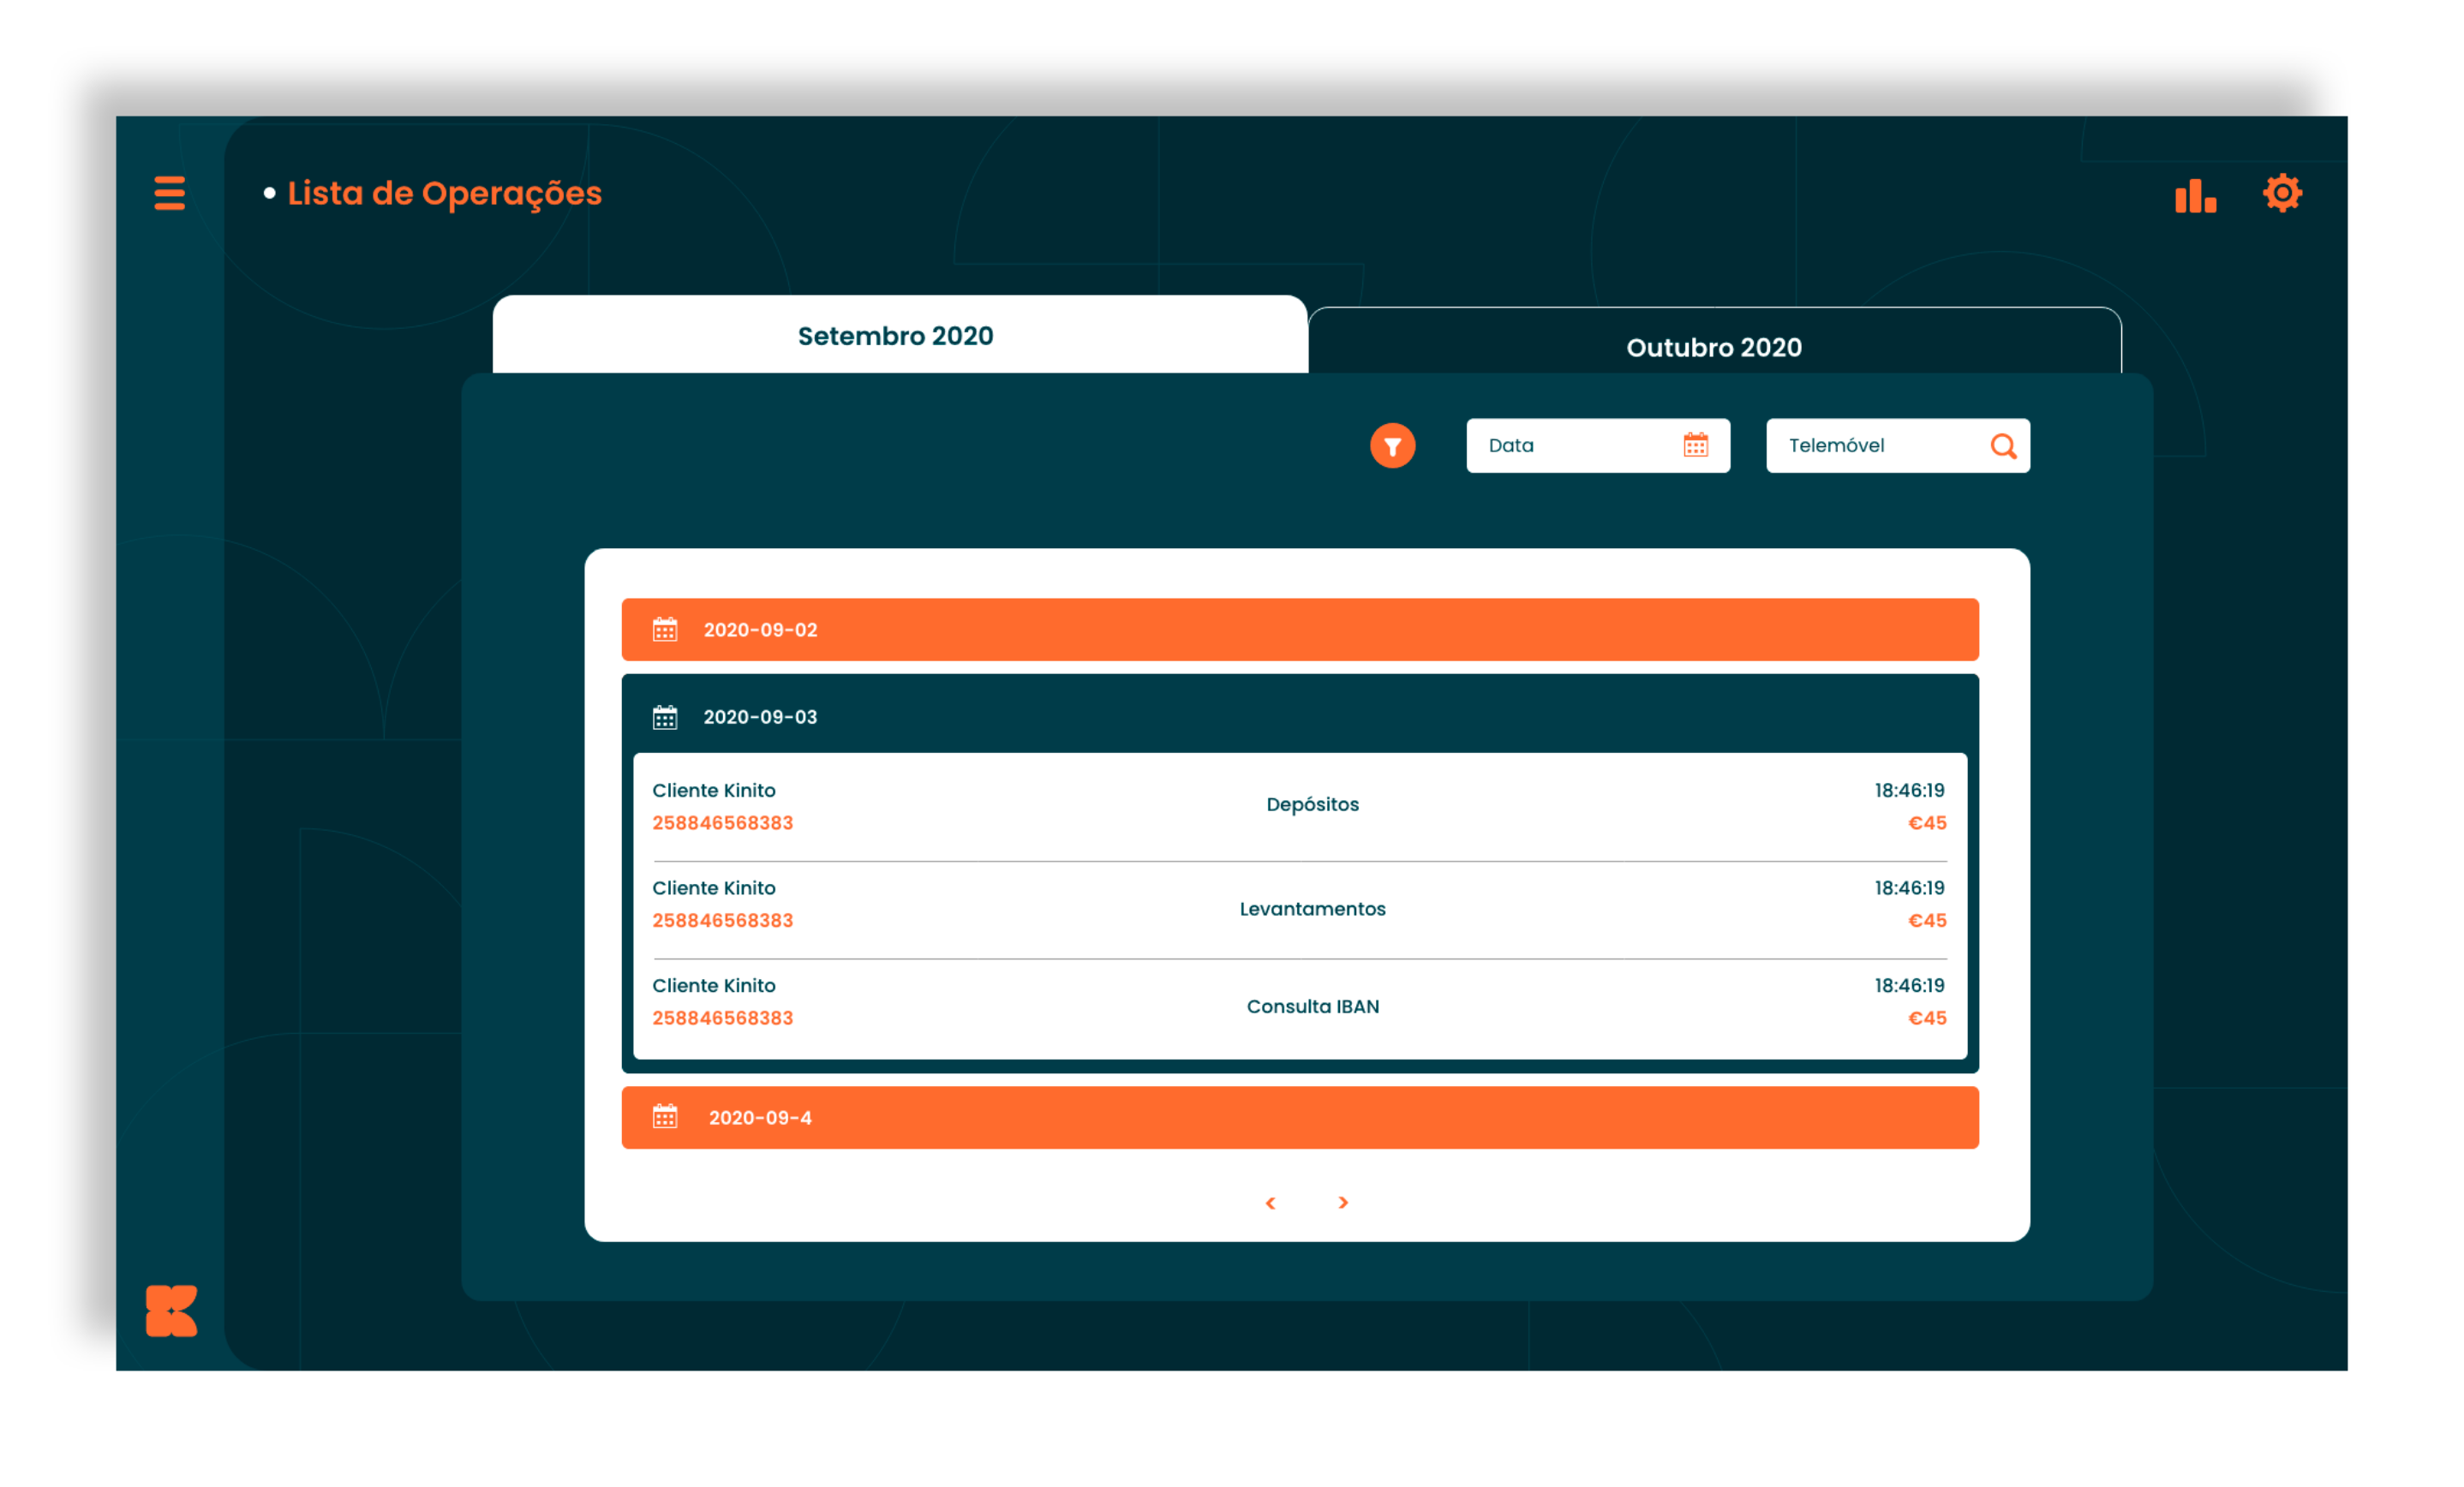 Lista de Operações
Setembro 2020
Outubro 2020
Data
Telemóvel
2020-09-02
2020-09-03
Cliente Kinito
258846568383
Depósitos
18:46:19
€45
Cliente Kinito
258846568383
Levantamentos
18:46:19
€45
Cliente Kinito
258846568383
Consulta IBAN
18:46:19
€45
2020-09-4